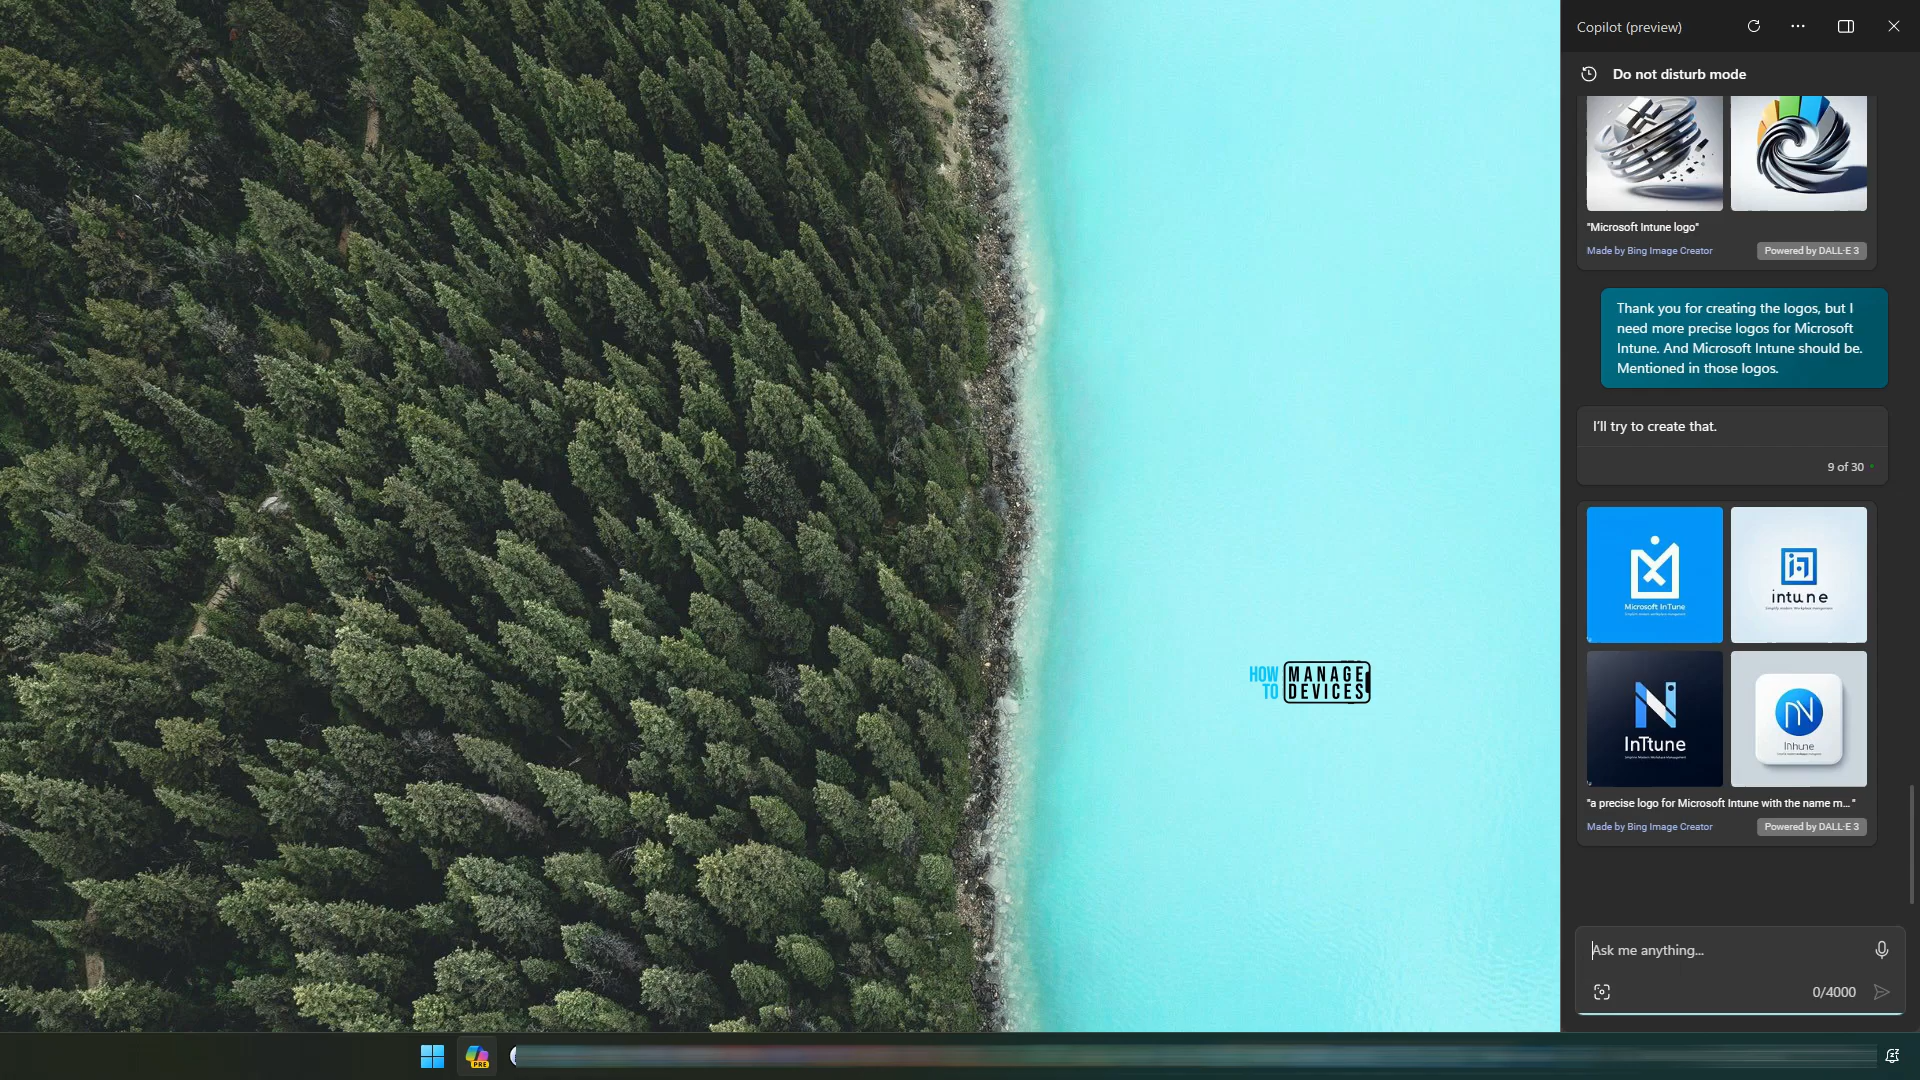 Copilot (preview)
Do not disturb mode
"Microsoft Intune logo"
Made by Bing Image Creator
Powered by DALL·E 3
Thank you for creating the logos, but I
need more precise logos for Microsoft
Intune. And Microsoft Intune should be.
Mentioned in those logos.
I'll try to create that.
9 of 30
Microsoft InTune
intune
InTtune
INhune
"a precise logo for Microsoft Intune with the name m..."
Made by Bing Image Creator
Powered by DALL·E 3
HOW
TO
MANAGE
DEVICES
Ask me anything...
0/4000
PRE